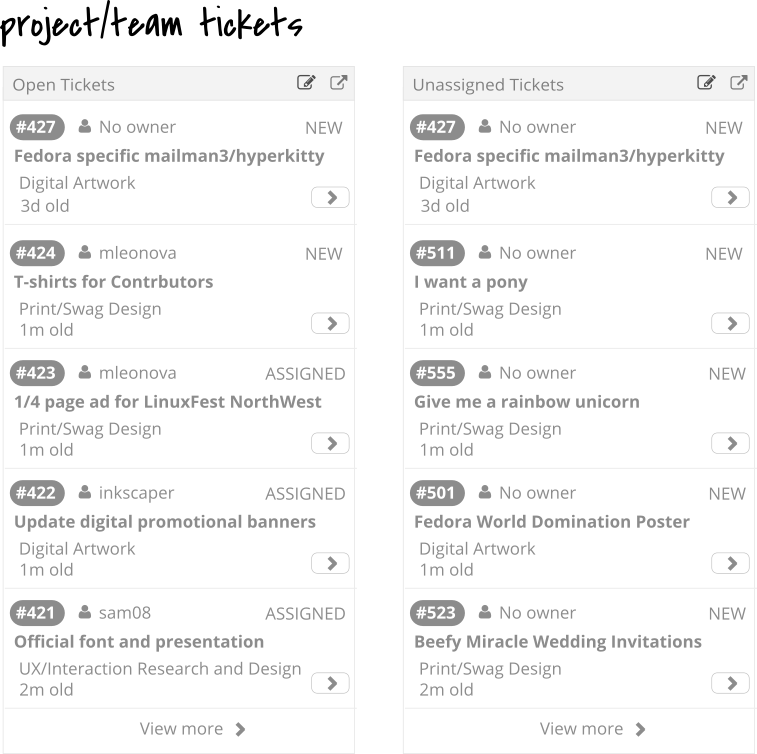 project/team tickets
Open Tickets
#427 No owner NEW
Fedora specific mailman3/hyperkitty
Digital Artwork
3d old
#424 mleonova NEW
T-shirts for Contrbutors
Print/Swag Design
1m old
#423 mleonova ASSIGNED
1/4 page ad for LinuxFest NorthWest
Print/Swag Design
1m old
#422 inkscaper ASSIGNED
Update digital promotional banners
Digital Artwork
1m old
#421 sam08 ASSIGNED
Official font and presentation
UX/Interaction Research and Design
2m old
View more
Unassigned Tickets
#427 No owner NEW
Fedora specific mailman3/hyperkitty
Digital Artwork
3d old
#511 No owner NEW
I want a pony
Print/Swag Design
1m old
#555 No owner NEW
Give me a rainbow unicorn
Print/Swag Design
1m old
#501 No owner NEW
Fedora World Domination Poster
Digital Artwork
1m old
#523 No owner NEW
Beefy Miracle Wedding Invitations
Print/Swag Design
2m old
View more